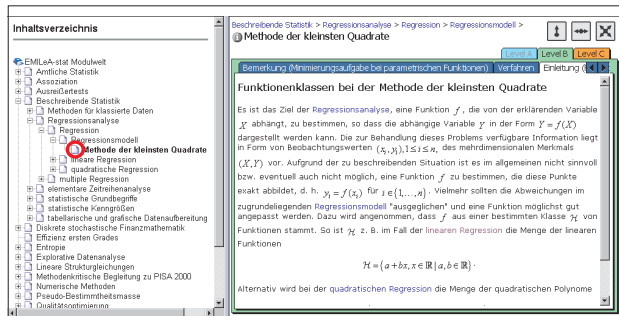 Inhaltsverzeichnis
EMILeA-stat Modulwelt
Amtliche Statistik
Assoziation
Ausreißertests
Beschreibende Statistik
Methoden für klassierte Daten
Regressionsanalyse
Regression
Regressionsmodell
Methode der kleinsten Quadrate
lineare Regression
quadratische Regression
multiple Regression
elementare Zeitreihenanalyse
statistische Grundbegriffe
statistische Kenngrößen
tabellarische und grafische Datenaufbereitung
Diskrete stochastische Finanzmathematik
Effizienz ersten Grades
Entropie
Explorative Datenanalyse
Lineare Strukturgleichungen
Methodenkritische Begleitung zu PISA 2000
Numerische Methoden
Pseudo-Bestimmtheitsmasse
Qualitätsoptimierung
Beschreibende Statistik > Regressionsanalyse > Regression > Regressionsmodell >
Methode der kleinsten Quadrate
Level A Level B Level C
Bemerkung (Minimierungsaufgabe bei parametrischen Funktionen) Verfahren Einleitung (
Funktionenklassen bei der Methode der kleinsten Quadrate
Es ist das Ziel der Regressionsanalyse, eine Funktion f, die von der erklärenden Variable
X abhängt, zu bestimmen, so dass die abhängige Variable Y in der Form Y = f(X)
dargestellt werden kann. Die zur Behandlung dieses Problems verfügbare Information liegt
in Form von Beobachtungswerten (x_i, y_i), 1 ≤ i ≤ n, des mehrdimensionalen Merkmals
(X,Y) vor. Aufgrund der zu beschreibenden Situation ist es im allgemeinen nicht sinnvoll
bzw. eventuell auch nicht möglich, eine Funktion f zu bestimmen, die diese Punkte
exakt abbildet, d. h. y_i = f(x_i) für i ∈ {1,...,n}. Vielmehr sollten die Abweichungen im
zugrundeliegenden Regressionsmodell "ausgeglichen" und eine Funktion möglichst gut
angepasst werden. Dazu wird angenommen, dass f aus einer bestimmten Klasse ℋ von
Funktionen stammt. So ist ℋ z. B. im Fall der linearen Regression die Menge der linearen
Funktionen
ℋ = {a + bx, x ∈ ℝ | a, b ∈ ℝ}.
Alternativ wird bei der quadratischen Regression die Menge der quadratischen Polynome